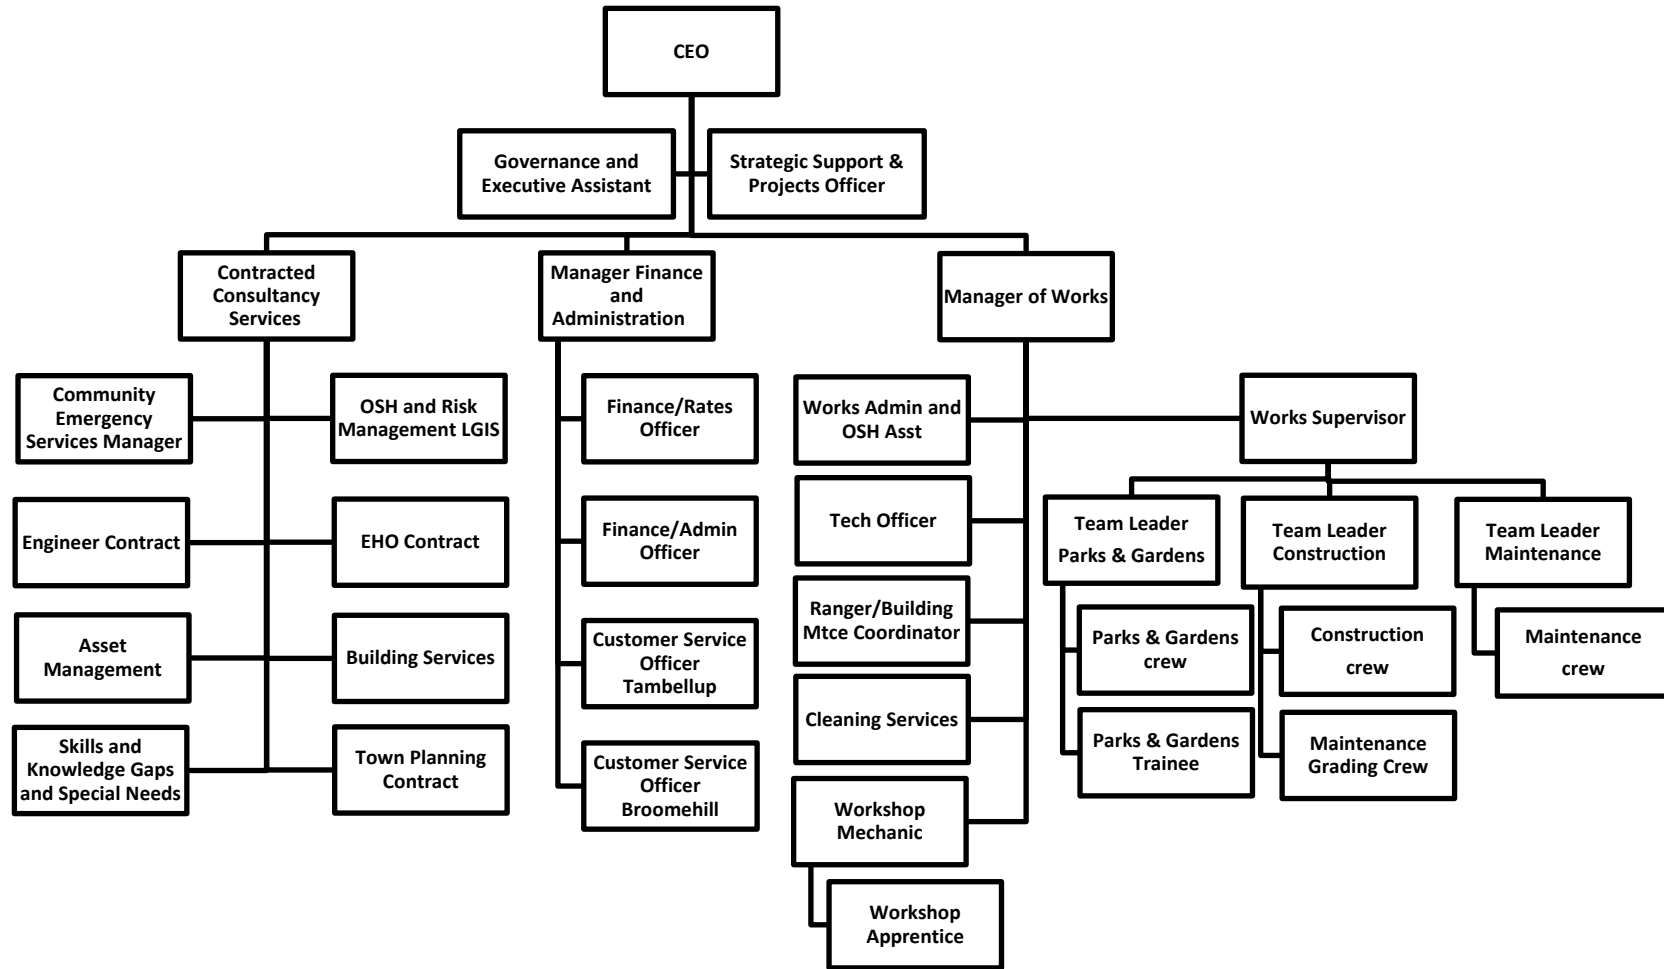 CEO
Governance and
Executive Assistant
Strategic Support &
Projects Officer
Contracted
Consultancy
Services
Manager Finance
and
Administration
Manager of Works
Community
Emergency
Services Manager
OSH and Risk
Management LGIS
Engineer Contract
EHO Contract
Asset
Management
Building Services
Skills and
Knowledge Gaps
and Special Needs
Town Planning
Contract
Finance/Rates
Officer
Finance/Admin
Officer
Customer Service
Officer
Tambellup
Customer Service
Officer
Broomehill
Works Admin and
OSH Asst
Tech Officer
Ranger/Building
Mtce Coordinator
Cleaning Services
Workshop
Mechanic
Workshop
Apprentice
Works Supervisor
Team Leader
Parks & Gardens
Parks & Gardens
crew
Parks & Gardens
Trainee
Team Leader
Construction
Construction
crew
Maintenance
Grading Crew
Team Leader
Maintenance
Maintenance
crew